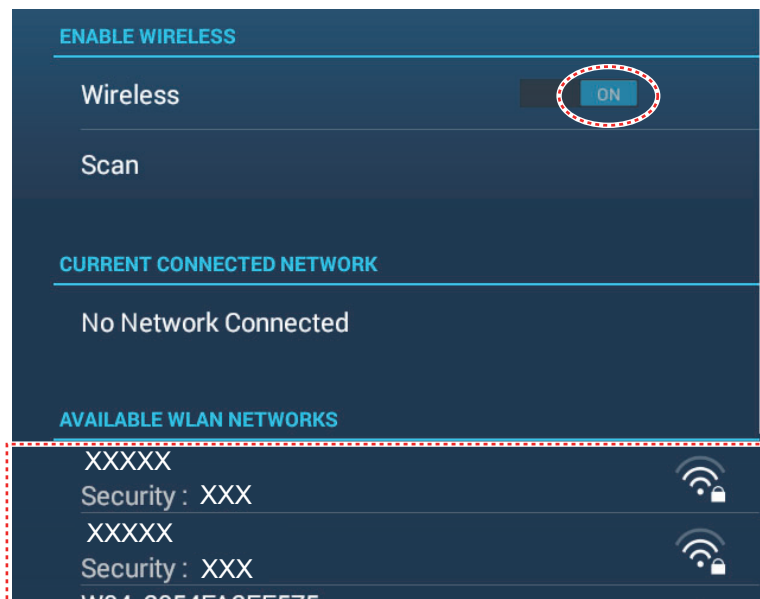 ENABLE WIRELESS
Wireless
ON
Scan
CURRENT CONNECTED NETWORK
No Network Connected
AVAILABLE WLAN NETWORKS
XXXXX
Security : XXX
XXXXX
Security : XXX